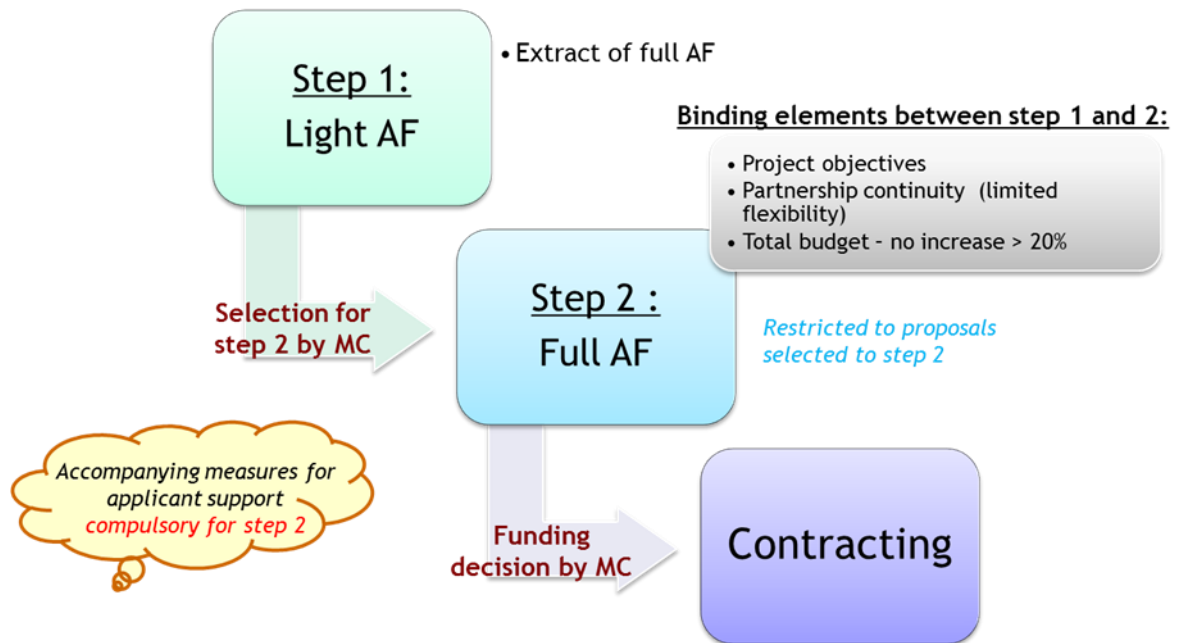 Step 1:
Light AF
• Extract of full AF
Binding elements between step 1 and 2:
• Project objectives
• Partnership continuity (limited
flexibility)
• Total budget - no increase > 20%
Selection for
step 2 by MC
Step 2 :
Full AF
Restricted to proposals
selected to step 2
Accompanying measures for
applicant support
compulsory for step 2
Funding
decision by MC
Contracting